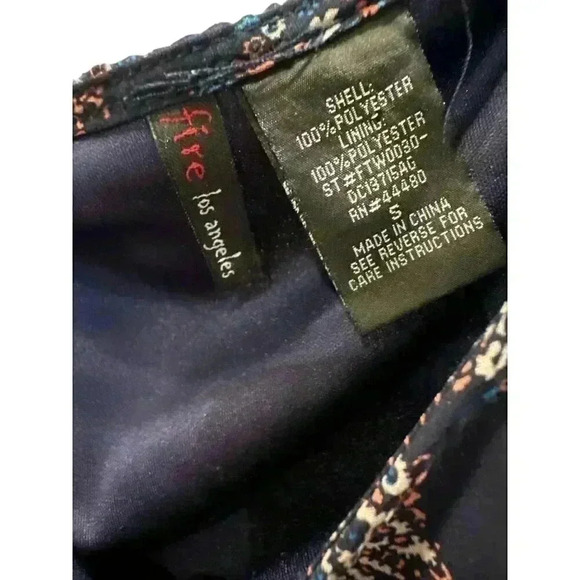 fire
los angeles
SHELL:
100%POLYESTER
LINING:
100%POLYESTER
ST#FTW0030-
DC13715AG
RN#44480
S
MADE IN CHINA
SEE REVERSE FOR
CARE INSTRUCTIONS